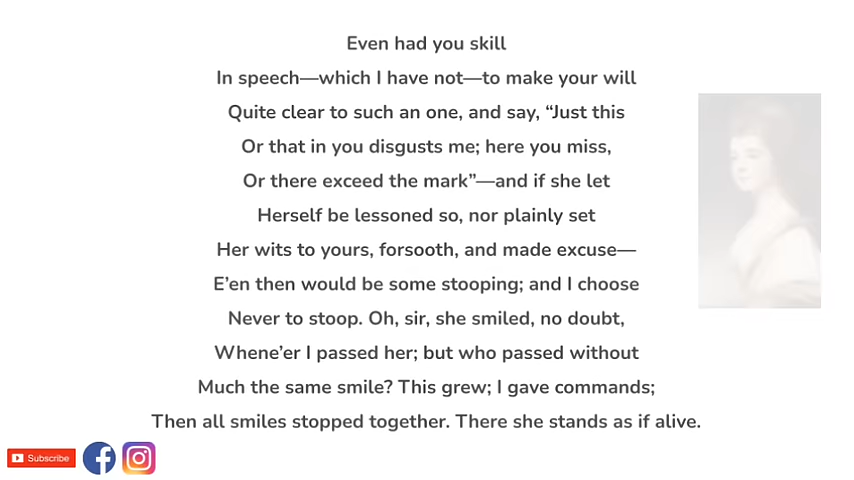 Even had you skill
In speech—which I have not—to make your will
Quite clear to such an one, and say, “Just this
Or that in you disgusts me; here you miss,
Or there exceed the mark”—and if she let
Herself be lessoned so, nor plainly set
Her wits to yours, forsooth, and made excuse—
E’en then would be some stooping; and I choose
Never to stoop. Oh, sir, she smiled, no doubt,
Whene’er I passed her; but who passed without
Much the same smile? This grew; I gave commands;
Then all smiles stopped together. There she stands as if alive.
Subscribe